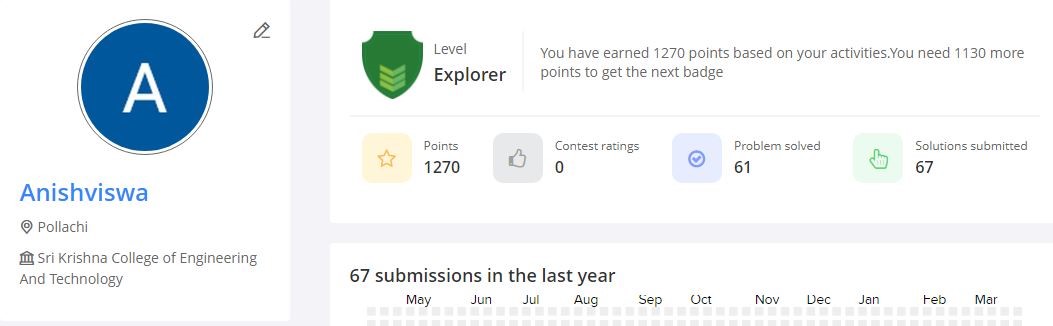 A
Anishviswa
Pollachi
Sri Krishna College of Engineering
And Technology
Level
Explorer
You have earned 1270 points based on your activities.You need 1130 more
points to get the next badge
Points
1270
Contest ratings
0
Problem solved
61
Solutions submitted
67
67 submissions in the last year
May Jun Jul Aug Sep Oct Nov Dec Jan Feb Mar